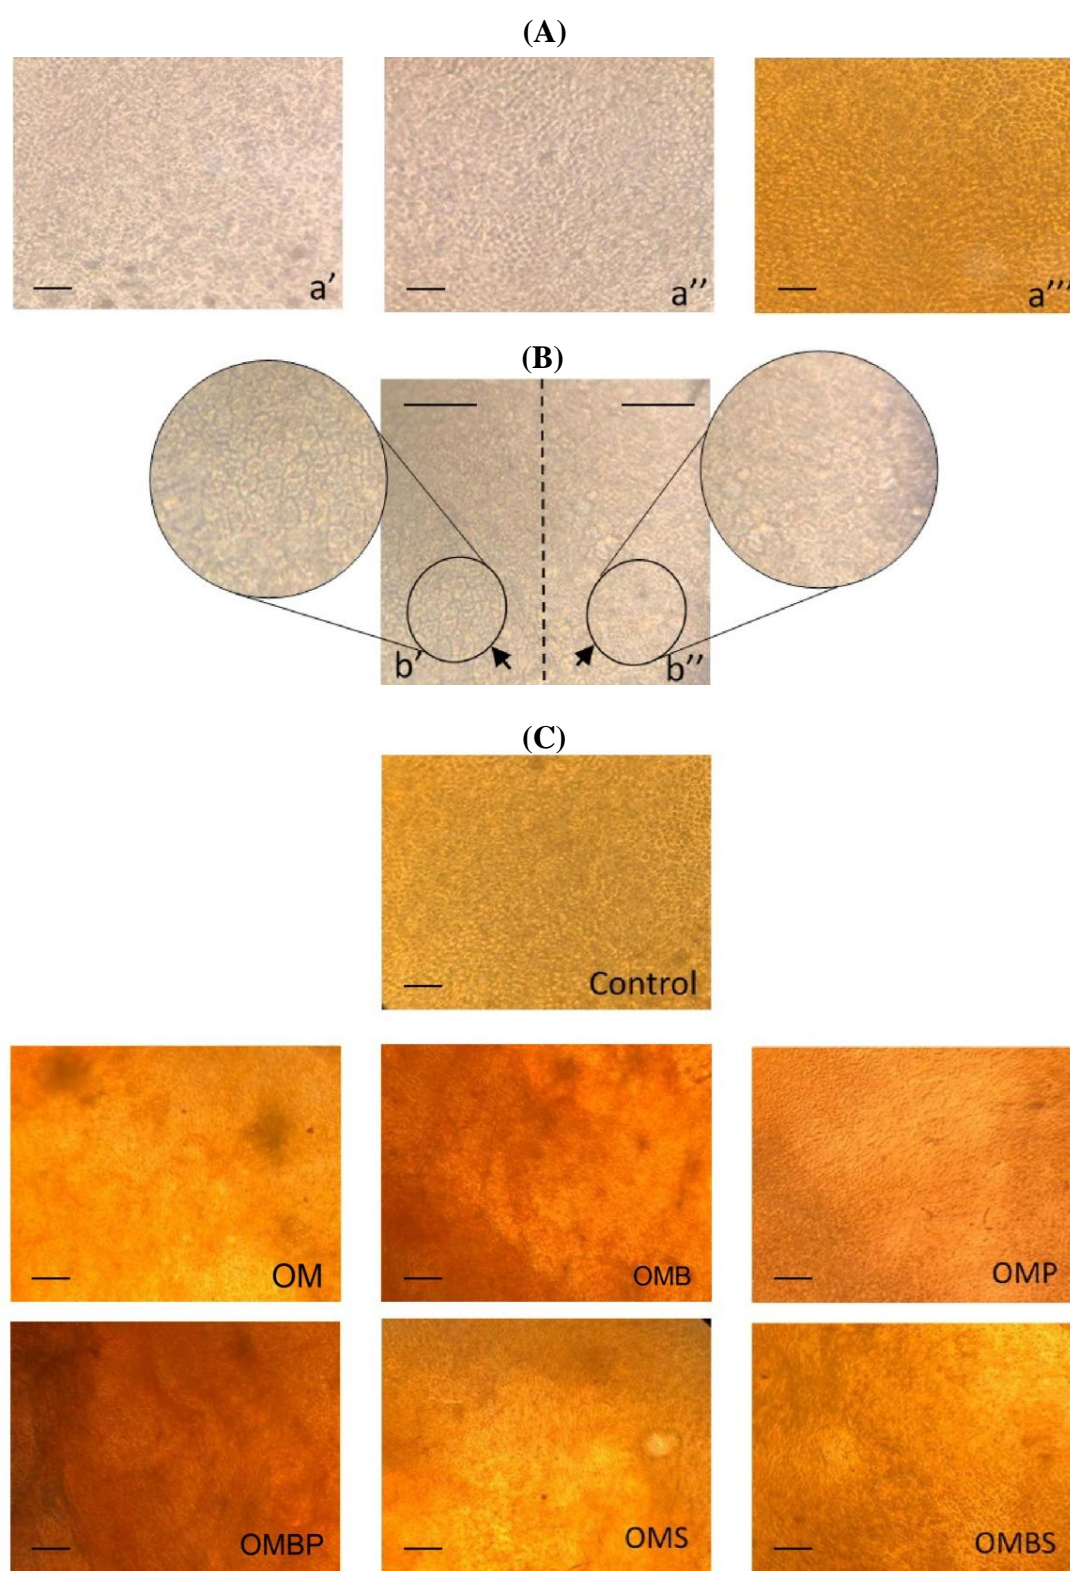 (A)
a′ a′′ a′′′
(B)
b′ b′′
(C)
Control
OM OMB OMP
OMBP OMS OMBS